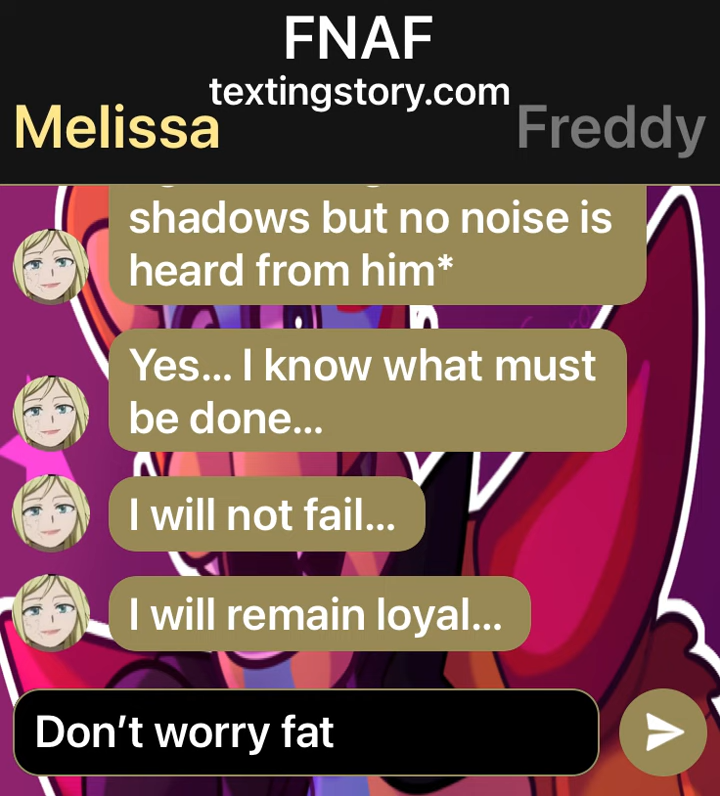 FNAF
textingstory.com
Melissa
Freddy
shadows but no noise is
heard from him*
Yes... I know what must
be done...
I will not fail...
I will remain loyal...
Don’t worry fat